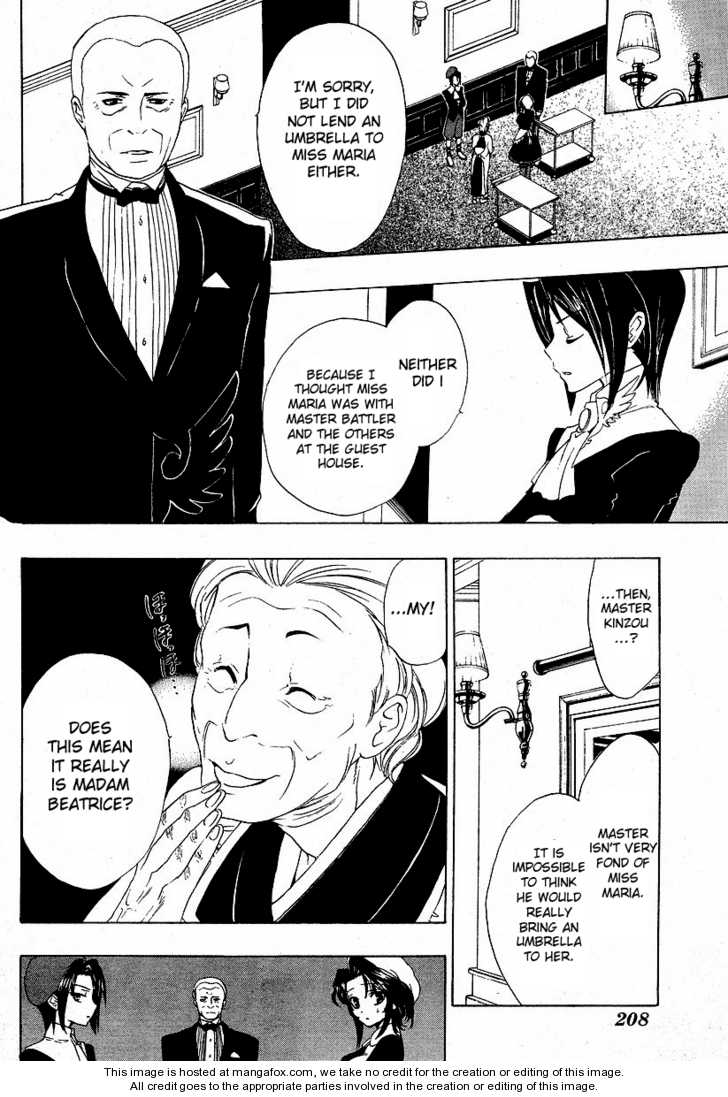 I'M SORRY,
BUT I DID
NOT LEND AN
UMBRELLA TO
MISS MARIA
EITHER.
NEITHER
DID I
BECAUSE I
THOUGHT MISS
MARIA WAS WITH
MASTER BATTLER
AND THE OTHERS
AT THE GUEST
HOUSE.
...THEN,
MASTER
KINZOU
...?
MASTER
ISN'T VERY
FOND OF
MISS
MARIA.
IT IS
IMPOSSIBLE
TO THINK
HE WOULD
REALLY
BRING AN
UMBRELLA
TO HER.
...MY!
ほ、ほ、ほ…
DOES
THIS MEAN
IT REALLY
IS MADAM
BEATRICE?
208
This image is hosted at mangafox.com, we take no credit for the creation or editing of this image.
All credit goes to the appropriate parties involved in the creation or editing of this image.